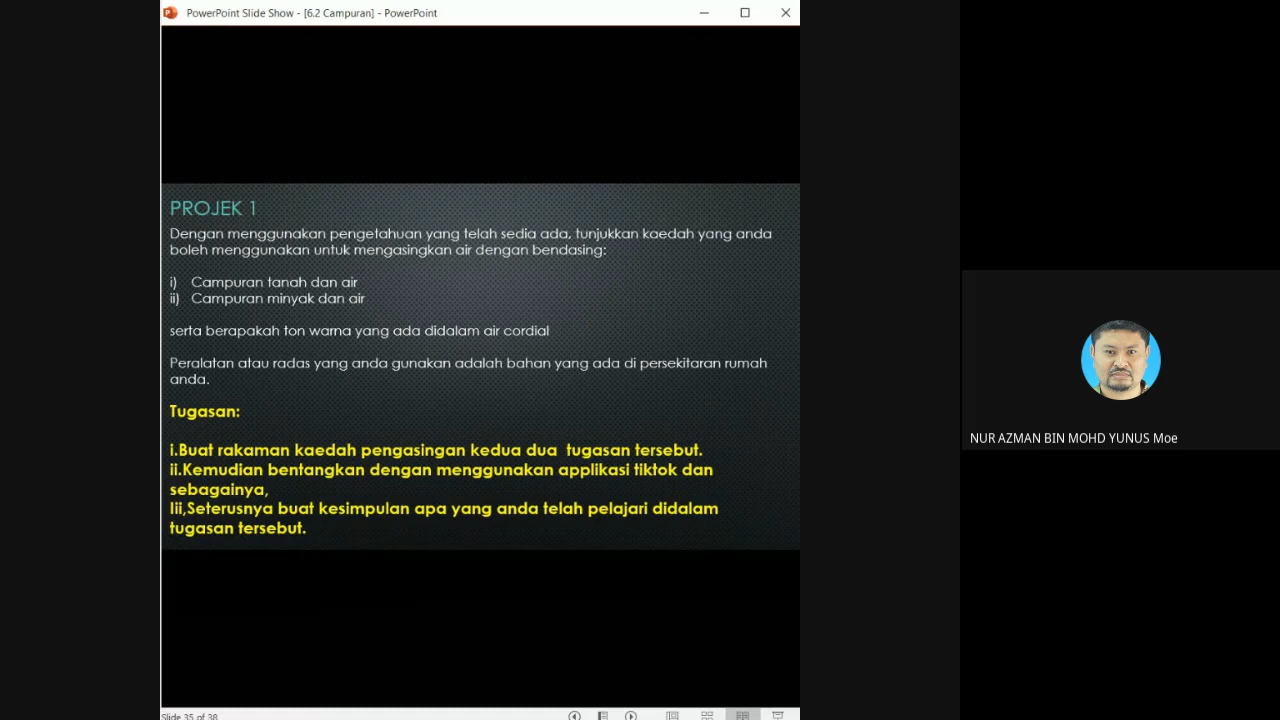 PowerPoint Slide Show - [6.2 Campuran] - PowerPoint
PROJEK 1
Dengan menggunakan pengetahuan yang telah sedia ada, tunjukkan kaedah yang anda
boleh menggunakan untuk mengasingkan air dengan bendasing:
i) Campuran tanah dan air
ii) Campuran minyak dan air
serta berapakah ton warna yang ada didalam air cordial
Peralatan atau radas yang anda gunakan adalah bahan yang ada di persekitaran rumah
anda.
Tugasan:
i.Buat rakaman kaedah pengasingan kedua dua tugasan tersebut.
ii.Kemudian bentangkan dengan menggunakan applikasi tiktok dan
sebagainya,
Iii,Seterusnya buat kesimpulan apa yang anda telah pelajari didalam
tugasan tersebut.
NUR AZMAN BIN MOHD YUNUS Moe
Slide 35 of 38